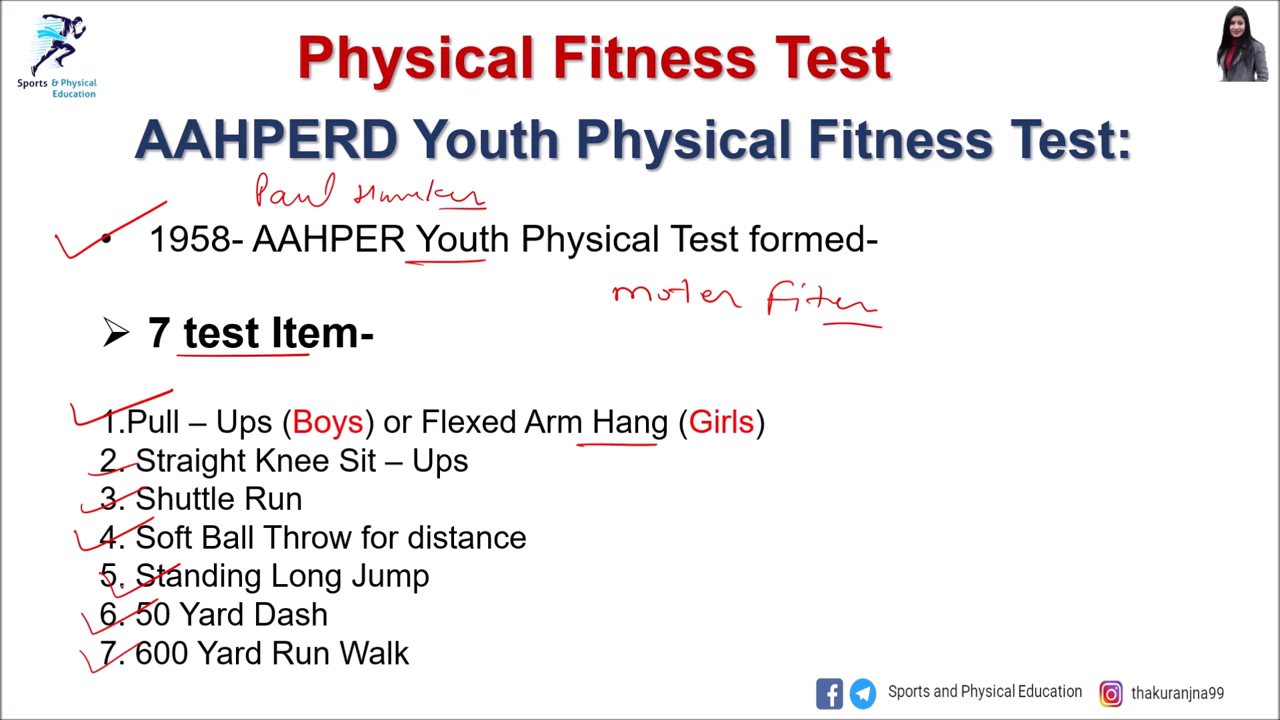 Sports & Physical
Education
Physical Fitness Test
AAHPERD Youth Physical Fitness Test:
Paul
• 1958- AAHPER Youth Physical Test formed-
➢ 7 test Item-
1.Pull – Ups (Boys) or Flexed Arm Hang (Girls)
2. Straight Knee Sit – Ups
3. Shuttle Run
4. Soft Ball Throw for distance
5. Standing Long Jump
6. 50 Yard Dash
7. 600 Yard Run Walk
Sports and Physical Education
thakuranjna99